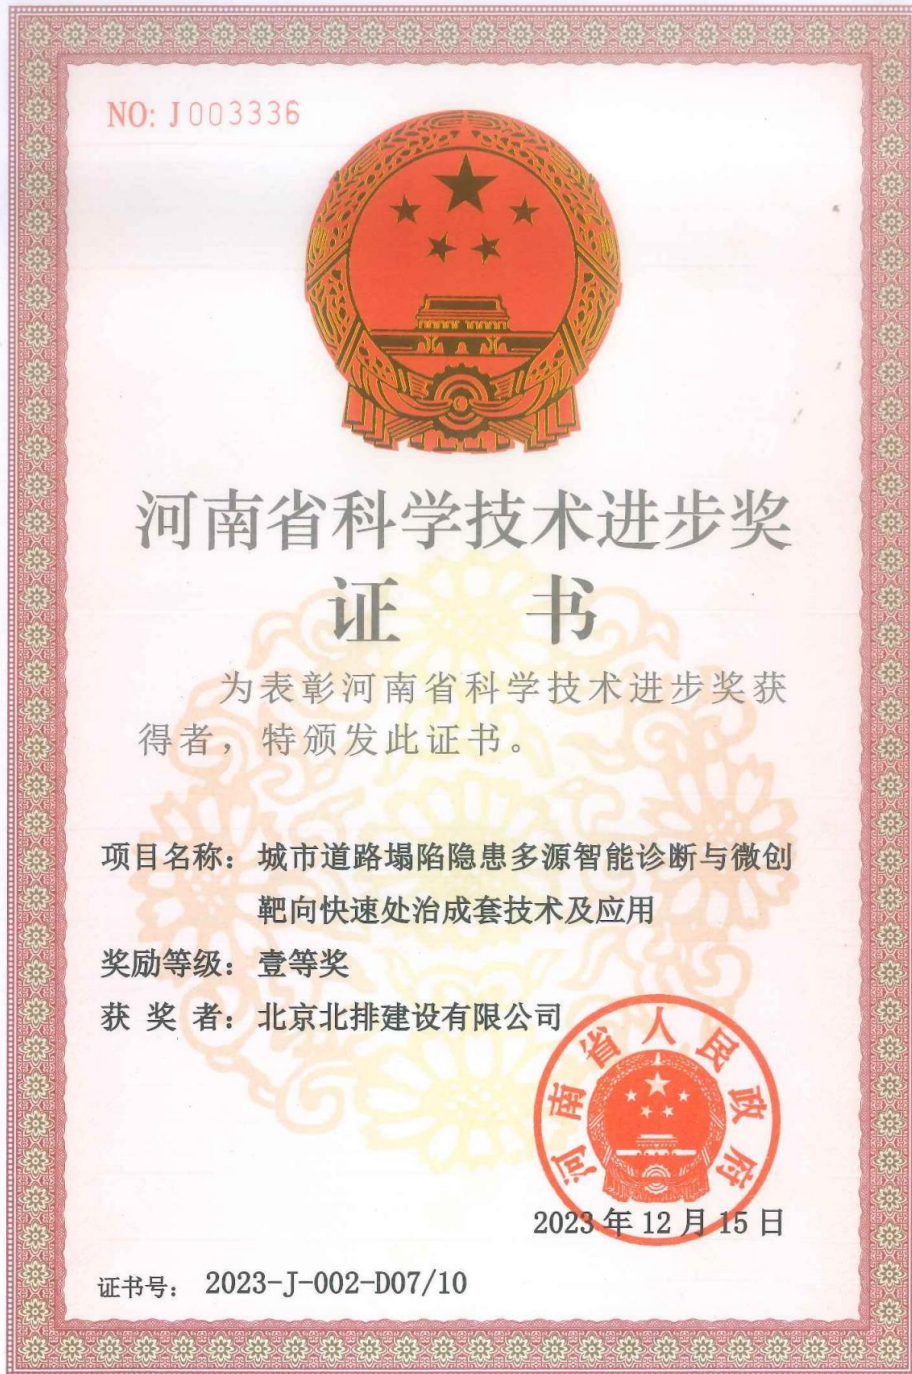 NO: J 003336
河南省科学技术进步奖
证 书
为表彰河南省科学技术进步奖获
得者，特颁发此证书。
项目名称：城市道路塌陷隐患多源智能诊断与微创
靶向快速处治成套技术及应用
奖励等级：壹等奖
获 奖 者：北京北排建设有限公司
河南省人民政府
2023年12月15日
证书号：2023-J-002-D07/10